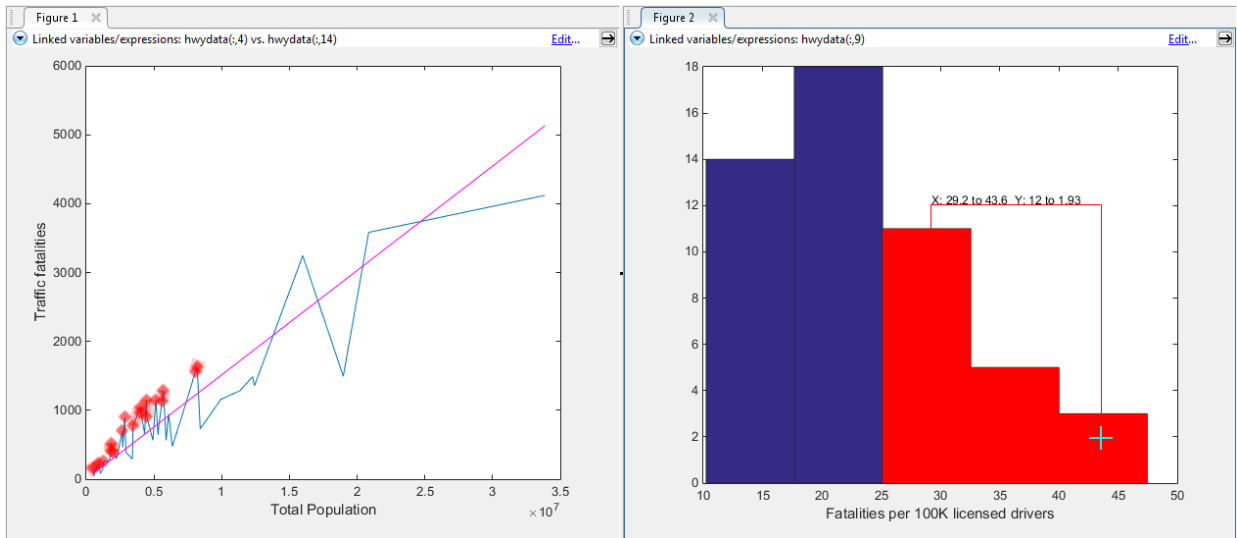 Figure 1
Linked variables/expressions: hwydata(:,4) vs. hwydata(:,14) Edit...
6000
5000
4000
3000
2000
1000
0
Traffic fatalities
0 0.5 1 1.5 2 2.5 3 3.5
× 10^7
Total Population
Figure 2
Linked variables/expressions: hwydata(:,9) Edit...
18
16
14
12
10
8
6
4
2
0
X: 29.2 to 43.6 Y: 12 to 1.93
10 15 20 25 30 35 40 45 50
Fatalities per 100K licensed drivers